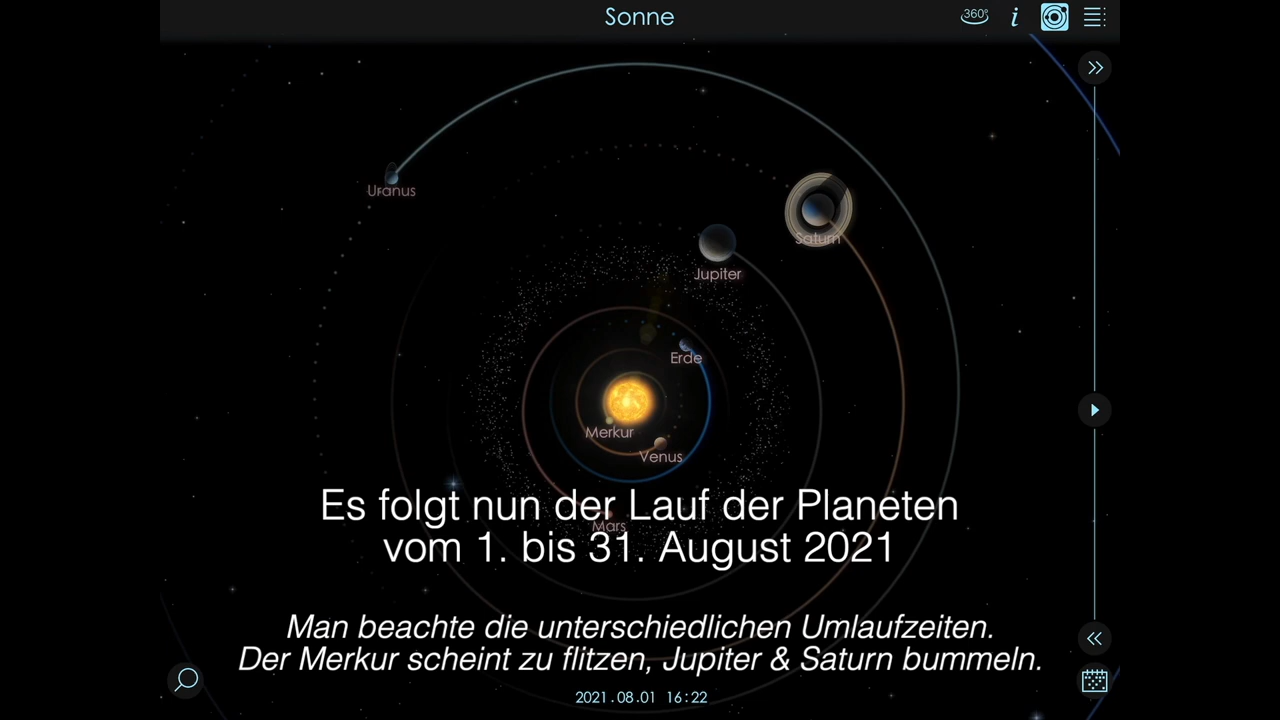 Sonne
360°
i
Uranus
Saturn
Jupiter
Erde
Merkur
Venus
Es folgt nun der Lauf der Planeten
Mars
vom 1. bis 31. August 2021
Man beachte die unterschiedlichen Umlaufzeiten.
Der Merkur scheint zu flitzen, Jupiter & Saturn bummeln.
2021.08.01 16:22